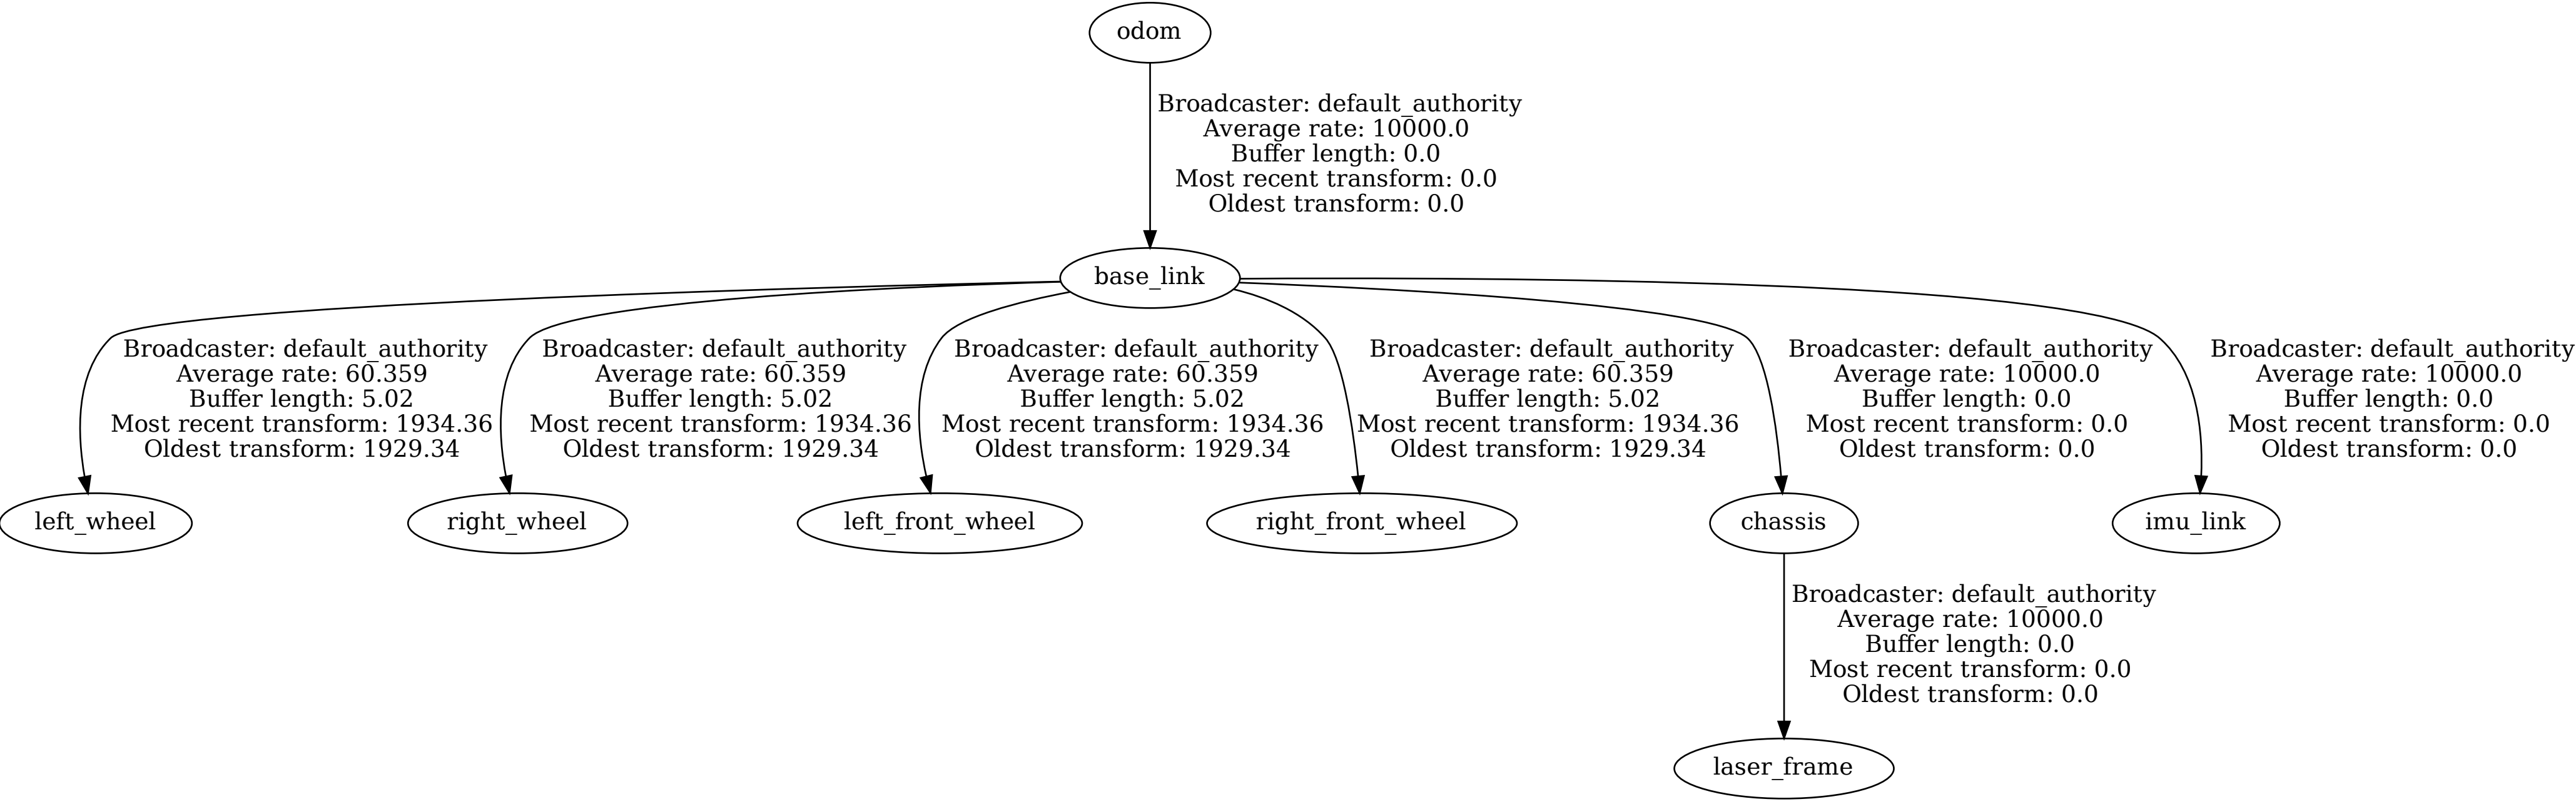 odom
Broadcaster: default_authority
Average rate: 10000.0
Buffer length: 0.0
Most recent transform: 0.0
Oldest transform: 0.0
base_link
Broadcaster: default_authority
Average rate: 60.359
Buffer length: 5.02
Most recent transform: 1934.36
Oldest transform: 1929.34
Broadcaster: default_authority
Average rate: 60.359
Buffer length: 5.02
Most recent transform: 1934.36
Oldest transform: 1929.34
Broadcaster: default_authority
Average rate: 60.359
Buffer length: 5.02
Most recent transform: 1934.36
Oldest transform: 1929.34
Broadcaster: default_authority
Average rate: 60.359
Buffer length: 5.02
Most recent transform: 1934.36
Oldest transform: 1929.34
Broadcaster: default_authority
Average rate: 10000.0
Buffer length: 0.0
Most recent transform: 0.0
Oldest transform: 0.0
Broadcaster: default_authority
Average rate: 10000.0
Buffer length: 0.0
Most recent transform: 0.0
Oldest transform: 0.0
left_wheel
right_wheel
left_front_wheel
right_front_wheel
chassis
imu_link
Broadcaster: default_authority
Average rate: 10000.0
Buffer length: 0.0
Most recent transform: 0.0
Oldest transform: 0.0
laser_frame